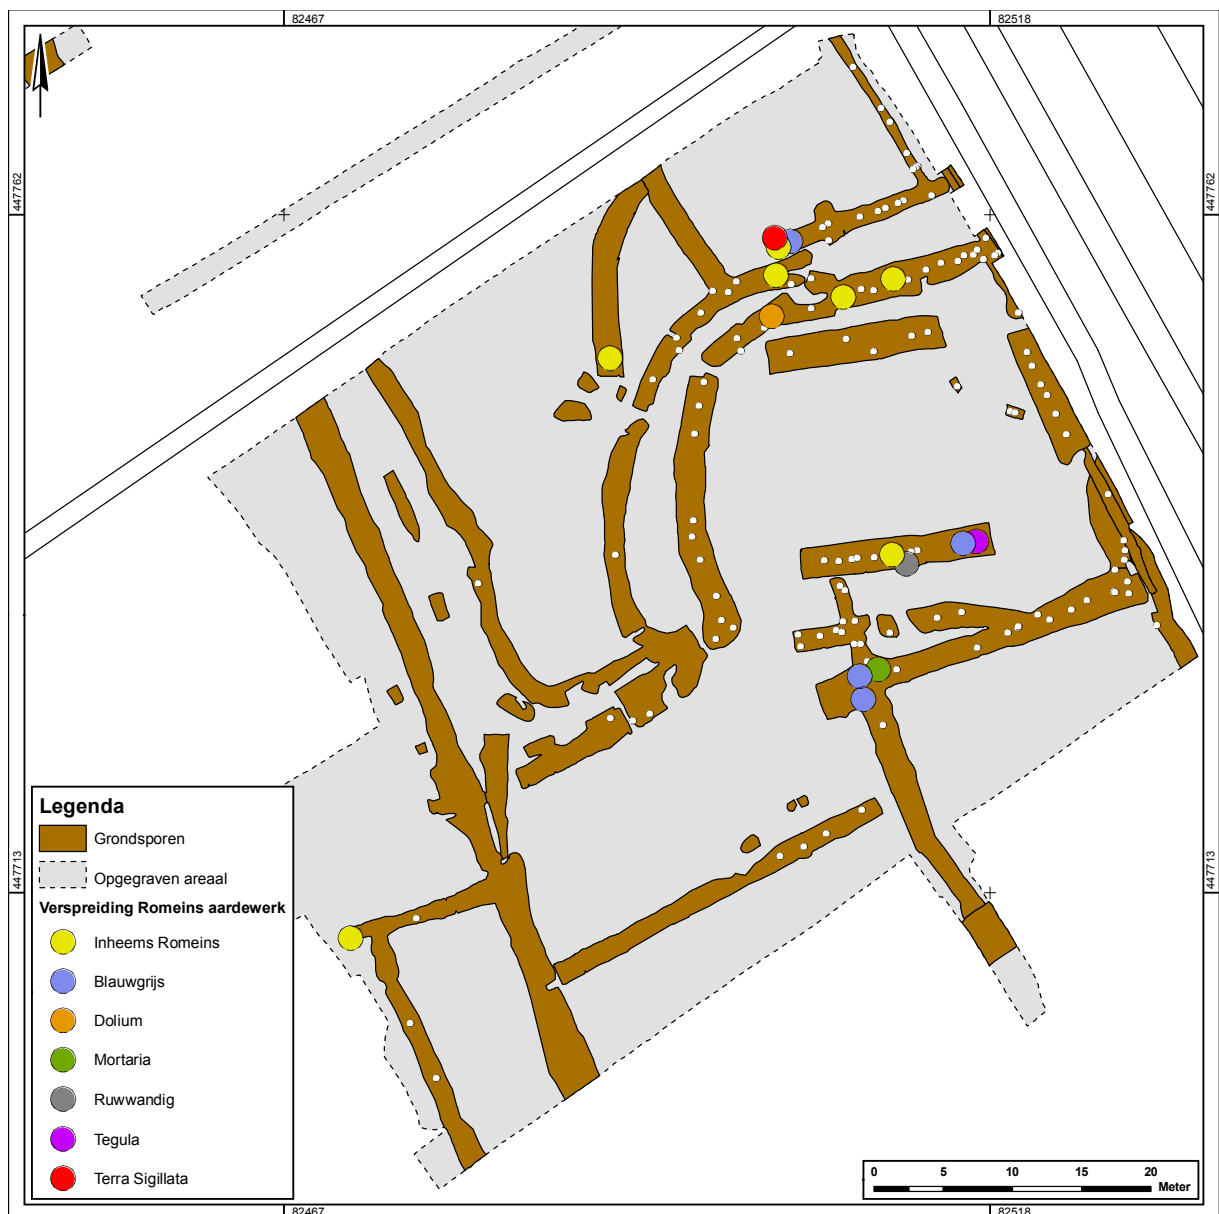 82467
82518
447762
447762
447713
447713
Legenda
Grondsporen
Opgegraven areaal
Verspreiding Romeins aardewerk
Inheems Romeins
Blauwgrijs
Dolium
Mortaria
Ruwwandig
Tegula
Terra Sigillata
0 5 10 15 20
Meter
82467
82518